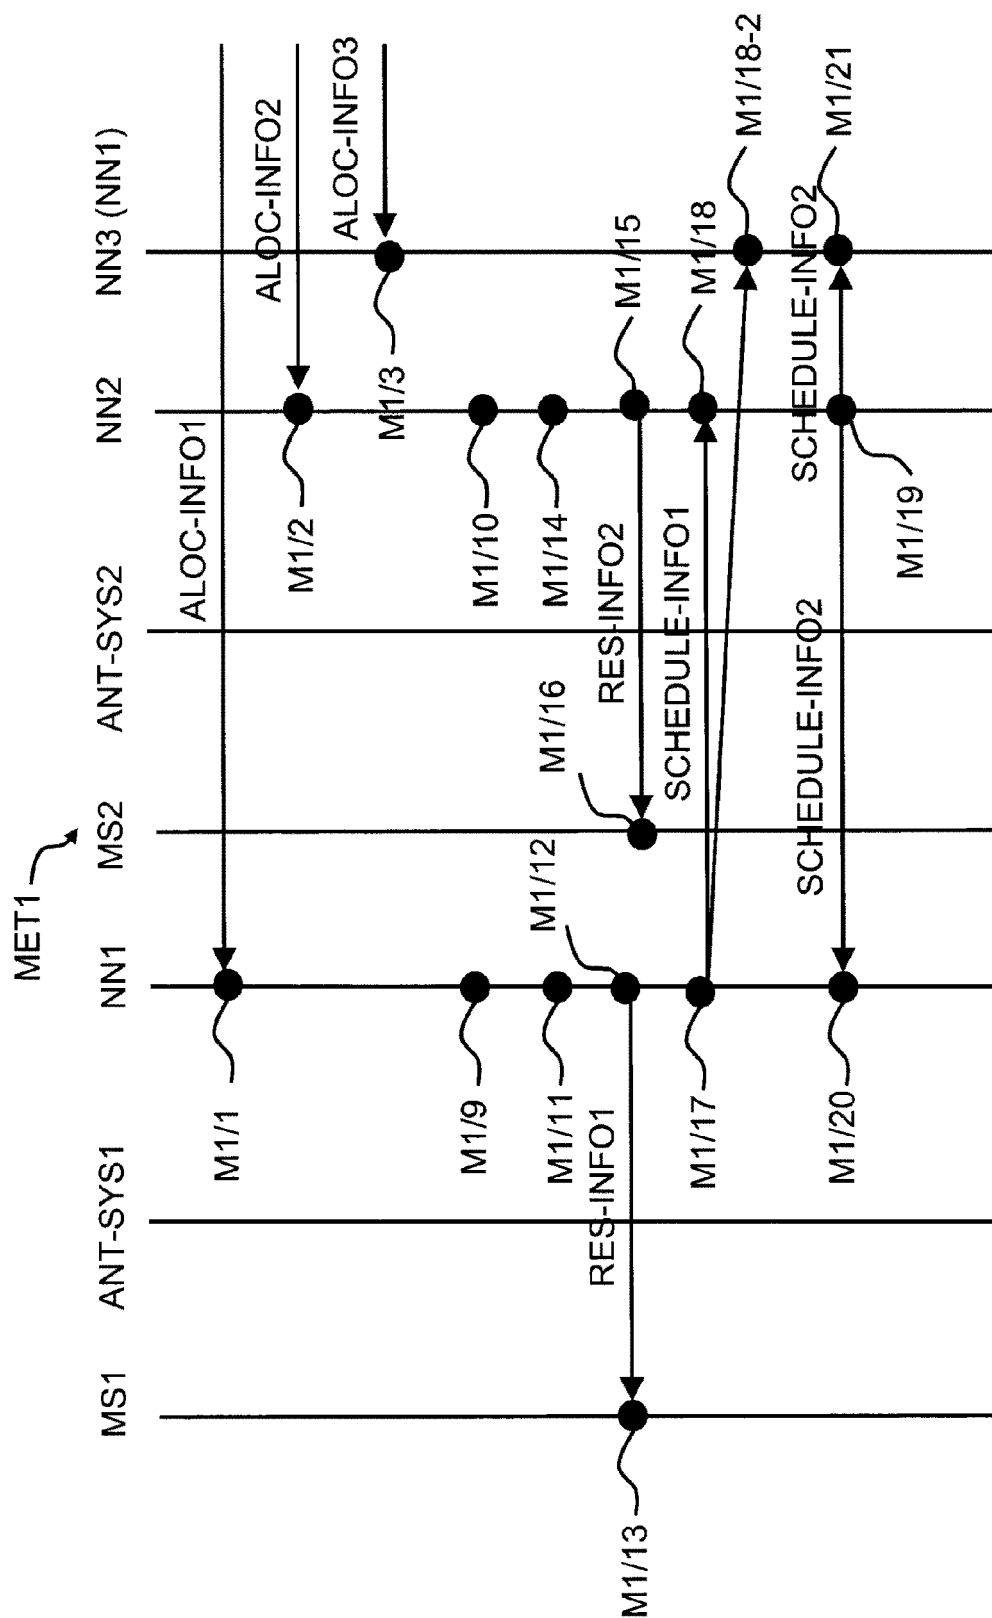 MET1
MS1
ANT-SYS1
NN1
MS2
ANT-SYS2
NN2
NN3 (NN1)
ALOC-INFO1
M1/1
ALOC-INFO2
M1/2
ALOC-INFO3
M1/3
M1/9
M1/10
M1/11
M1/14
M1/12
RES-INFO1
M1/13
M1/15
RES-INFO2
M1/16
M1/17
SCHEDULE-INFO1
M1/18
M1/18-2
M1/19
SCHEDULE-INFO2
SCHEDULE-INFO2
M1/20
M1/21